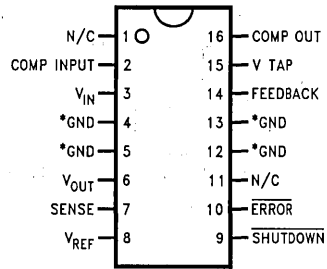 N/C 1 16 COMP OUT
COMP INPUT 2 15 V TAP
VIN 3 14 FEEDBACK
*GND 4 13 *GND
*GND 5 12 *GND
VOUT 6 11 N/C
SENSE 7 10 ERROR
VREF 8 9 SHUTDOWN